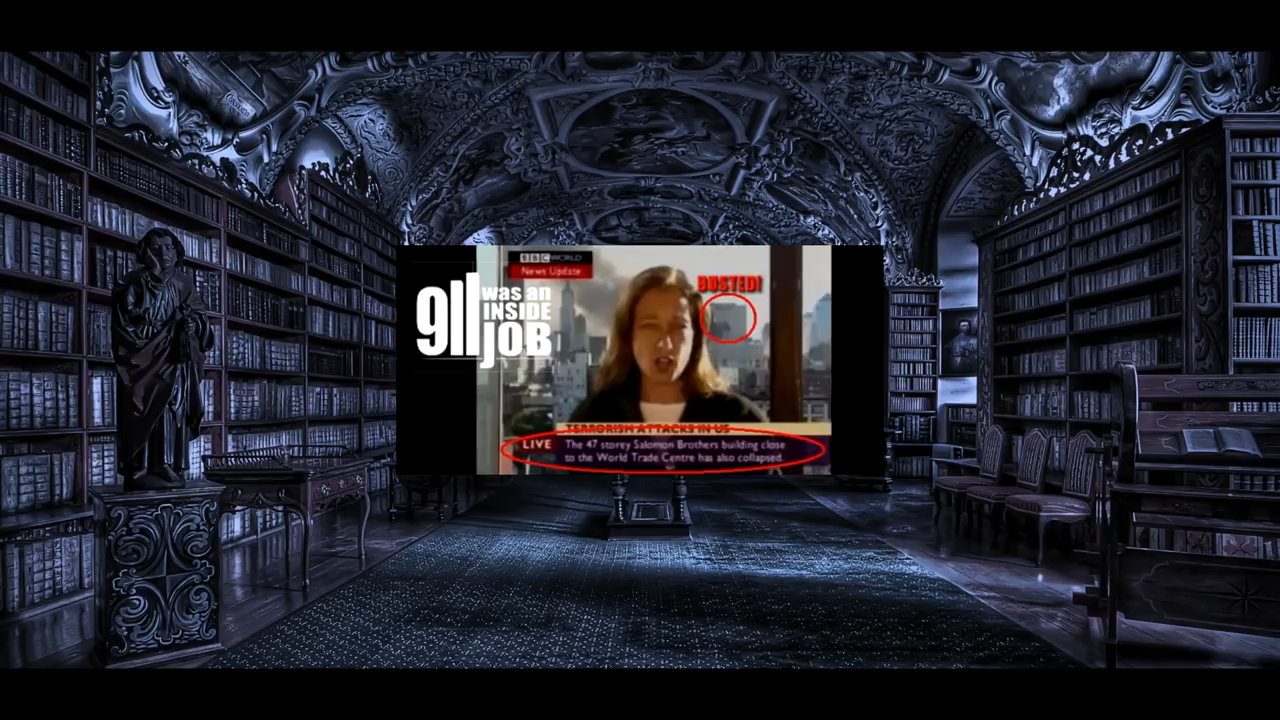 BBC WORLD
News Update
BUSTED!
911 was an
INSIDE
JOB
TERRORISM ATTACKS IN US
LIVE
The 47 storey Salomon Brothers building close
to the World Trade Centre has also collapsed.